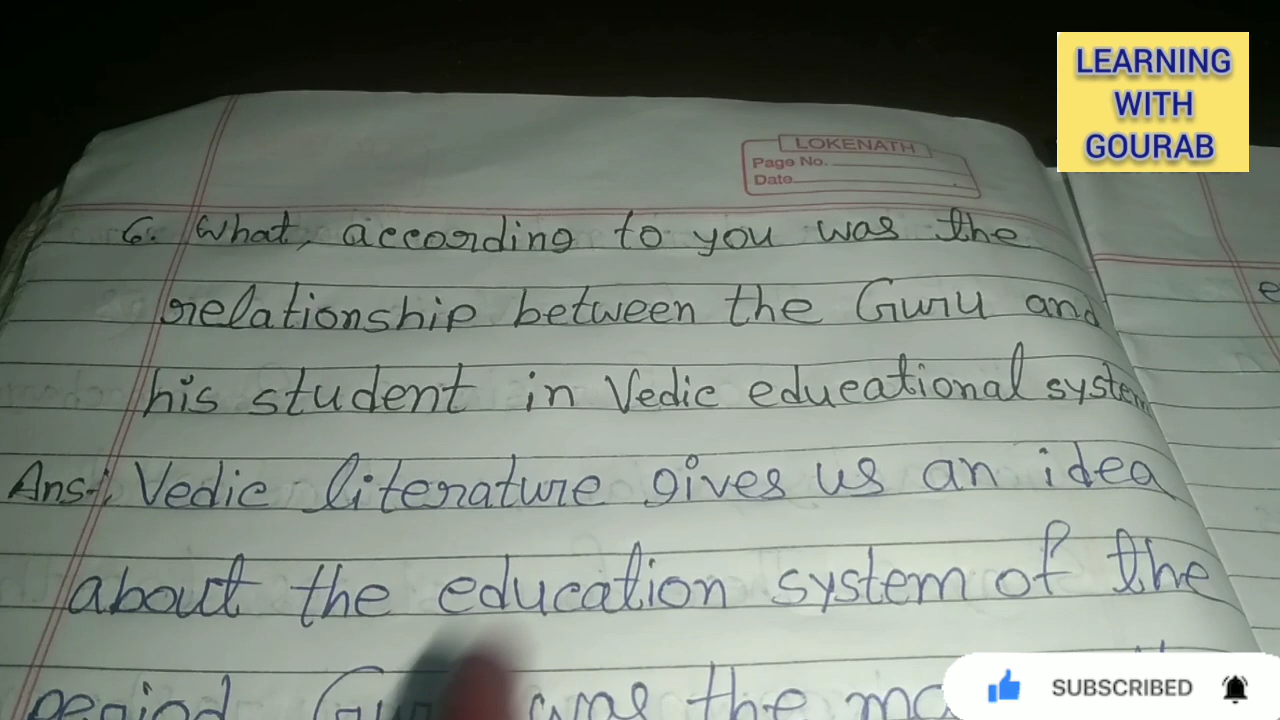 LEARNING
WITH
GOURAB
LOKENATH
Page No.
Date
6. What, according to you was the
relationship between the Guru and
his student in Vedic educational system
Ans-, Vedic literature gives us an idea
about the education system of the
period the
SUBSCRIBED